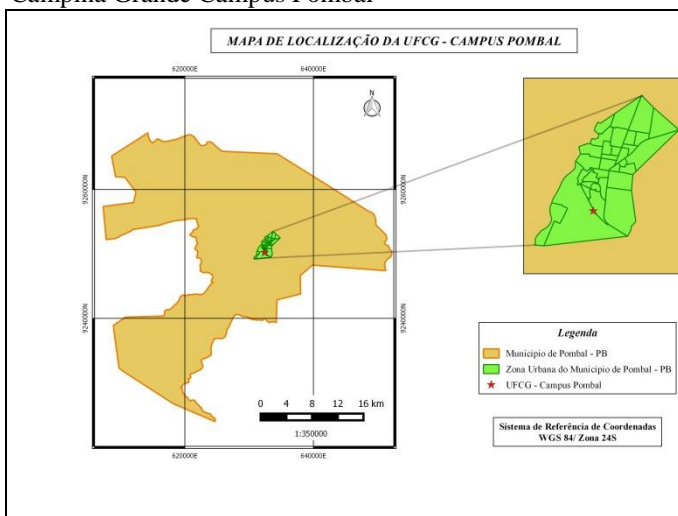 Campina Grande Campus Pombal
MAPA DE LOCALIZAÇÃO DA UFCG - CAMPUS POMBAL
620000E
640000E
N
9260000N
9260000N
9240000N
9240000N
0 4 8 12 16 km
1:350000
620000E
640000E
Legenda
Municipio de Pombal - PB
Zona Urbana do Municipio de Pombal - PB
UFCG - Campus Pombal
Sistema de Referência de Coordenadas
WGS 84/ Zona 24S